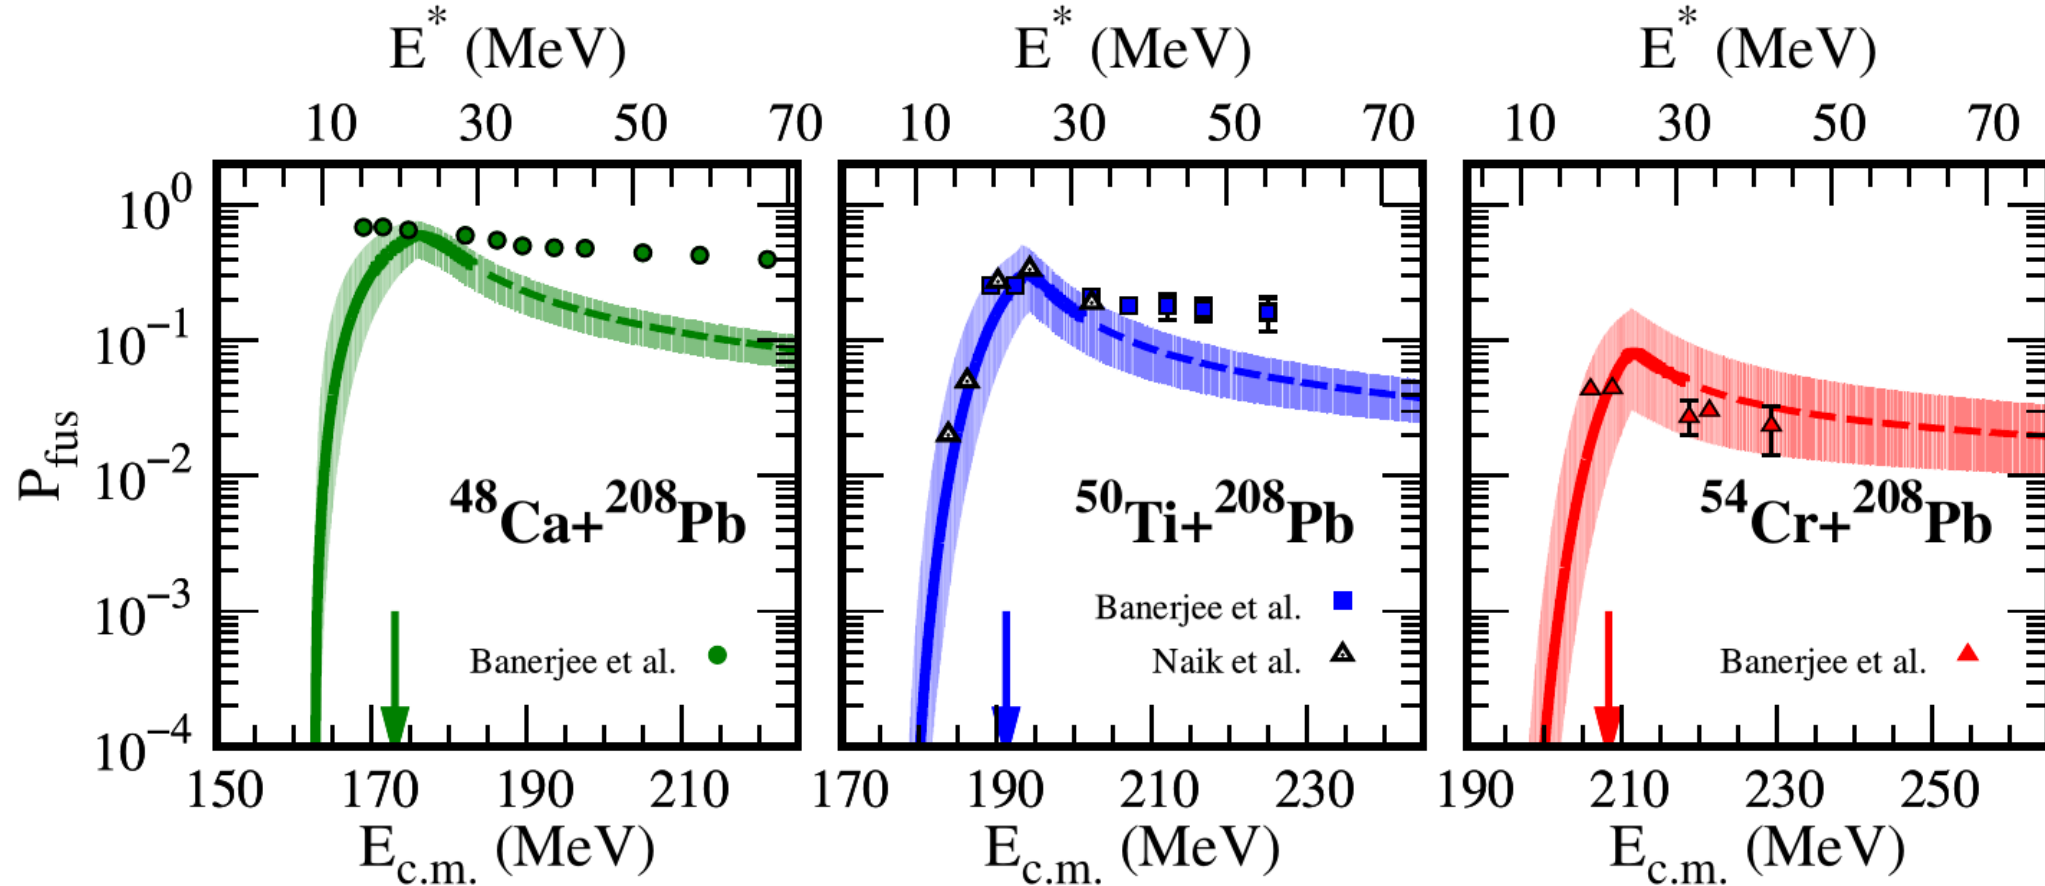 E* (MeV) E* (MeV) E* (MeV)
10 30 50 70 10 30 50 70 10 30 50 70
10⁰
10⁻¹
10⁻²
10⁻³
10⁻⁴
P_fus
⁴⁸Ca+²⁰⁸Pb
Banerjee et al.
⁵⁰Ti+²⁰⁸Pb
Banerjee et al.
Naik et al.
⁵⁴Cr+²⁰⁸Pb
Banerjee et al.
150 170 190 210 170 190 210 230 190 210 230 250
E_c.m. (MeV) E_c.m. (MeV) E_c.m. (MeV)